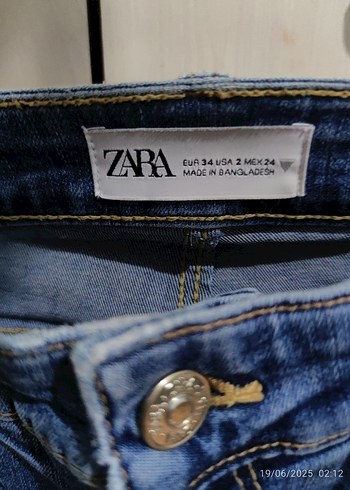 ZARA
EUR 34 USA 2 MEX 24
MADE IN BANGLADESH
19/06/2025 02:12